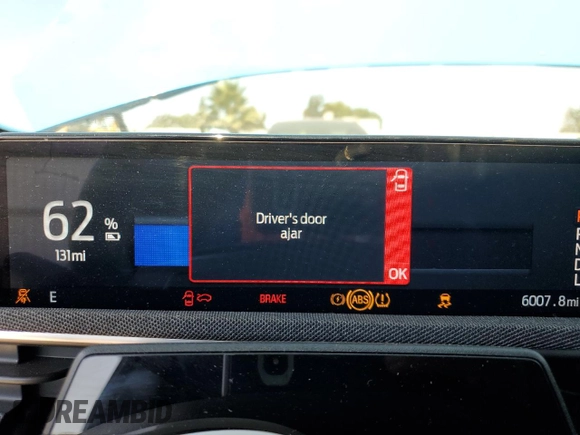 62 %
131mi
Driver's door
ajar
OK
E
BRAKE
ABS
6007.8mi
N
D
L
DREAMBID